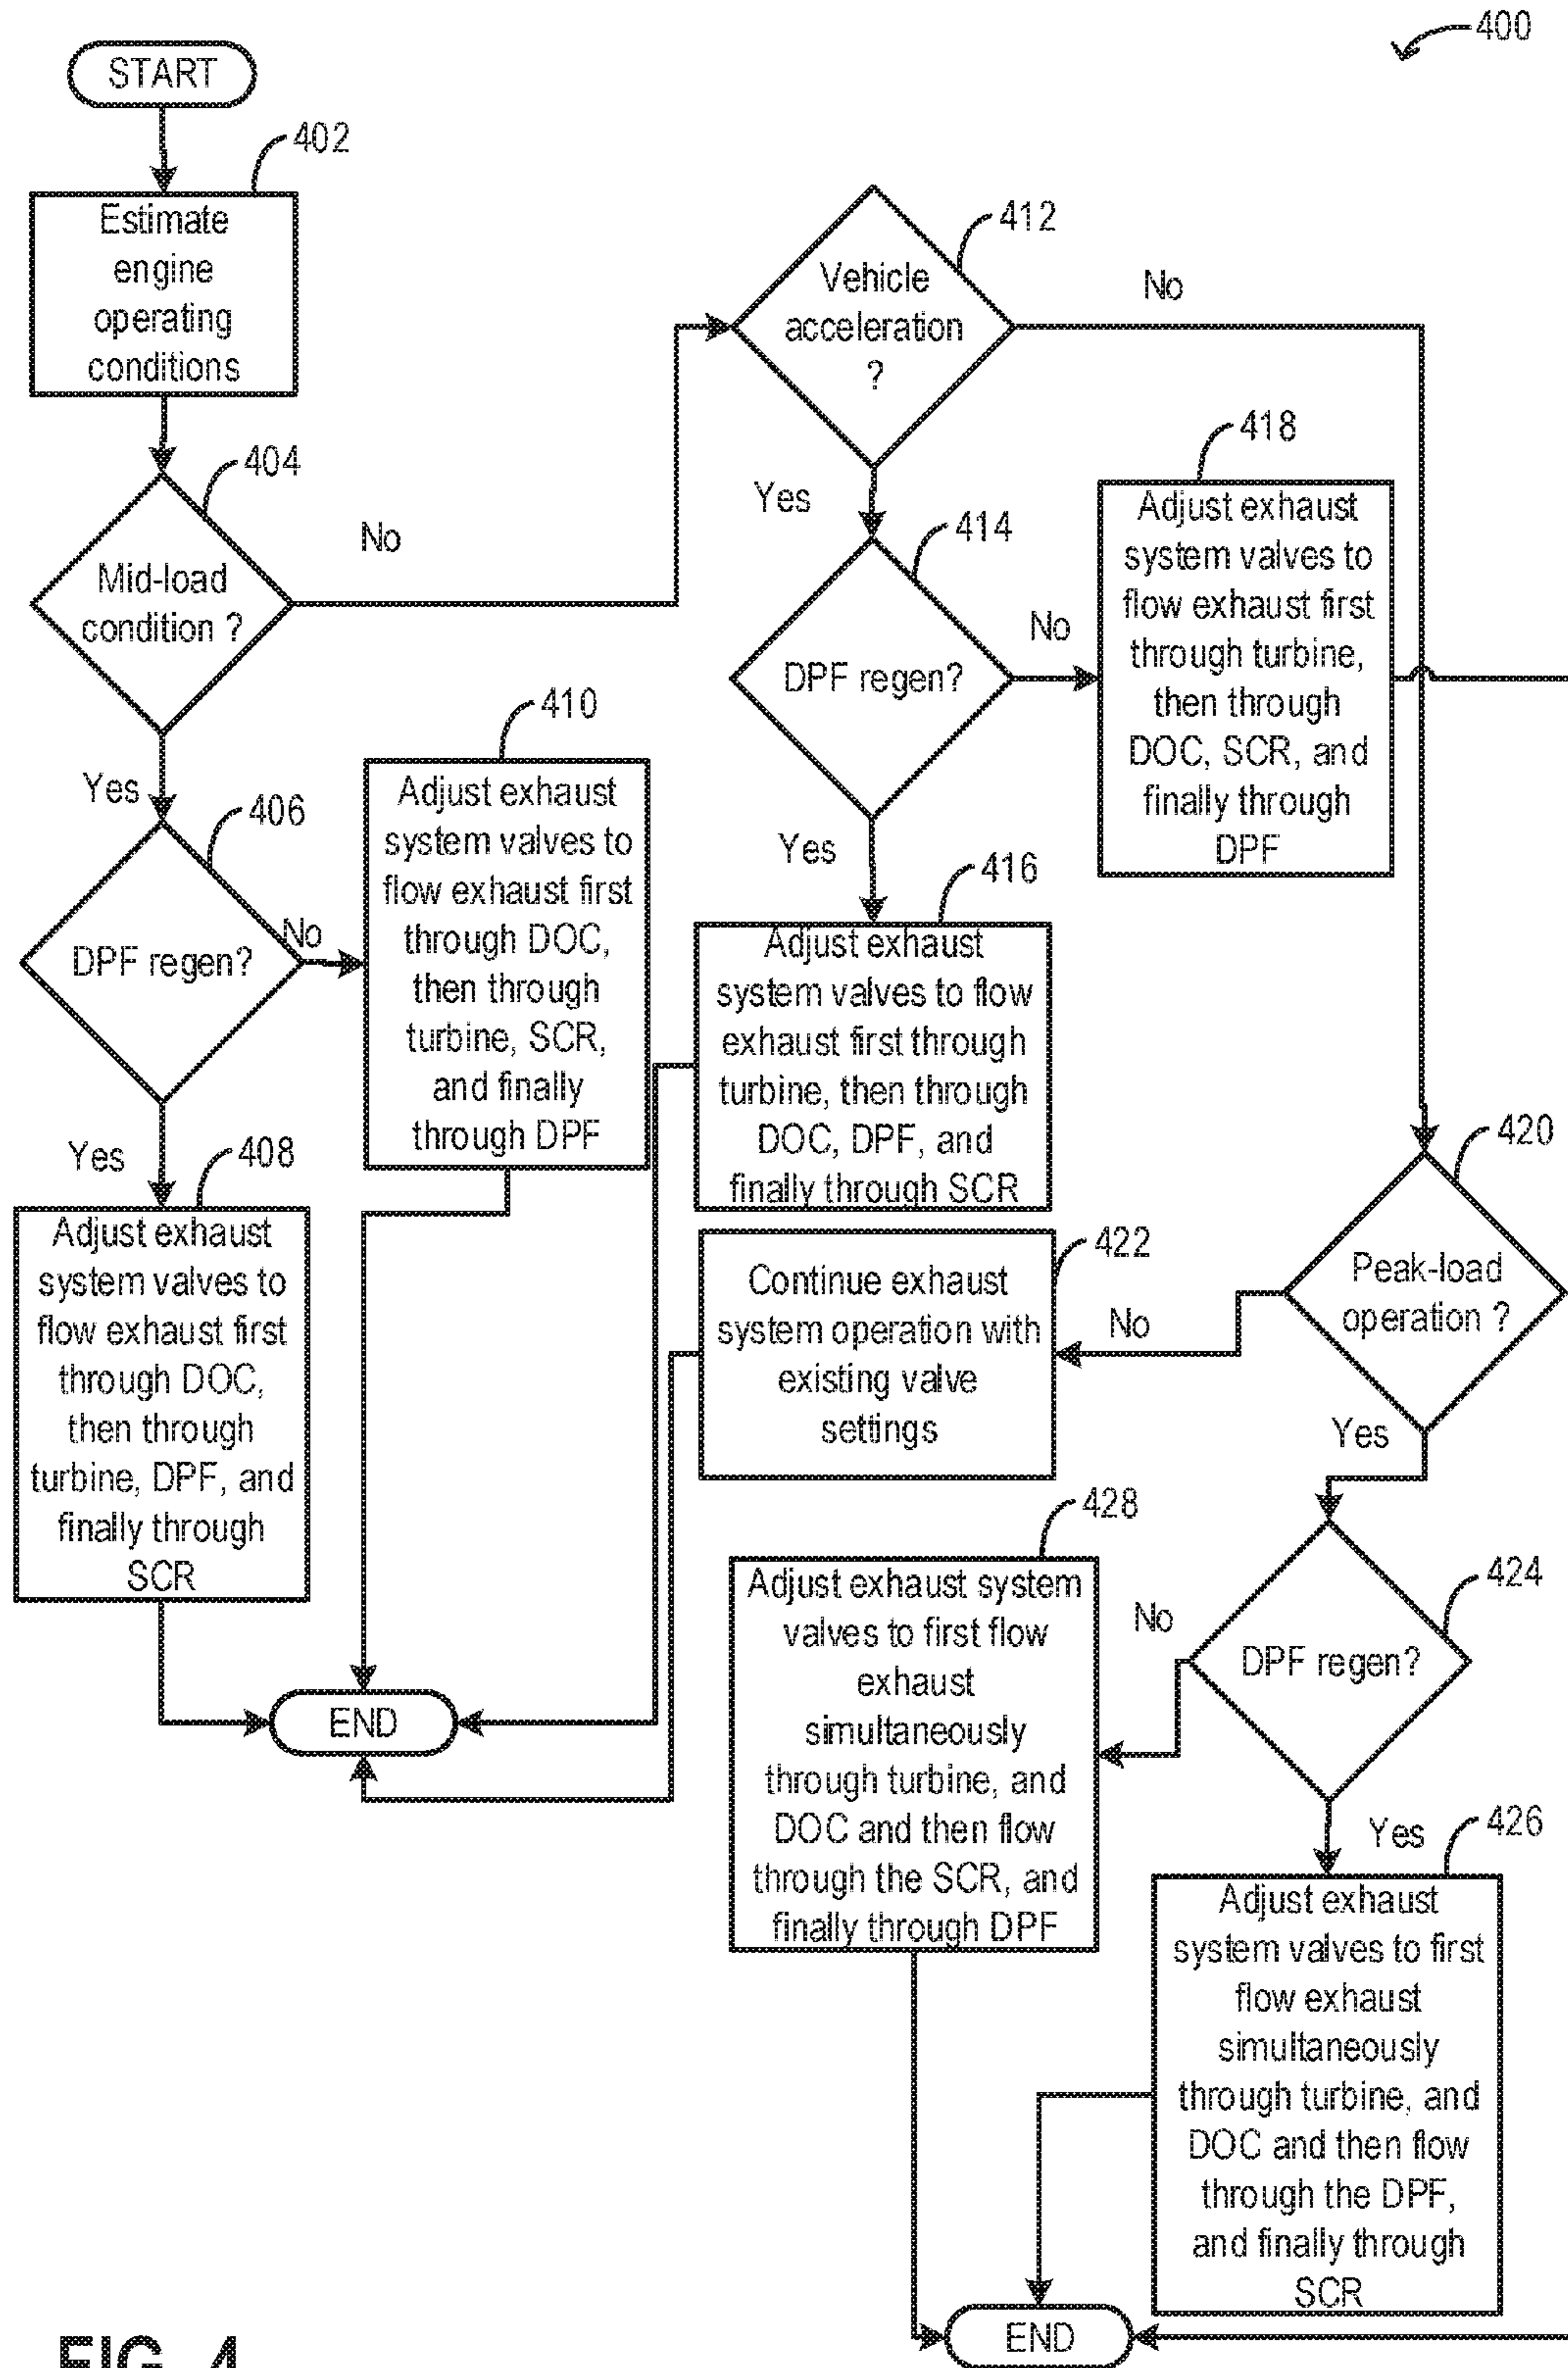 400
START
402
Estimate
engine
operating
conditions
404
Mid-load
condition ?
No
Yes
406
DPF regen?
No
Yes
408
Adjust exhaust
system valves to
flow exhaust first
through DOC,
then through
turbine, DPF, and
finally through
SCR
410
Adjust exhaust
system valves to
flow exhaust first
through DOC,
then through
turbine, SCR,
and finally
through DPF
END
412
Vehicle
acceleration
?
No
Yes
414
DPF regen?
No
Yes
416
Adjust exhaust
system valves to flow
exhaust first through
turbine, then through
DOC, DPF, and
finally through SCR
418
Adjust exhaust
system valves to
flow exhaust first
through turbine,
then through
DOC, SCR, and
finally through
DPF
420
Peak-load
operation ?
No
Yes
422
Continue exhaust
system operation with
existing valve
settings
424
DPF regen?
No
Yes
426
Adjust exhaust
system valves to first
flow exhaust
simultaneously
through turbine, and
DOC and then flow
through the DPF,
and finally through
SCR
428
Adjust exhaust system
valves to first flow
exhaust
simultaneously
through turbine, and
DOC and then flow
through the SCR, and
finally through DPF
END
FIG. 4